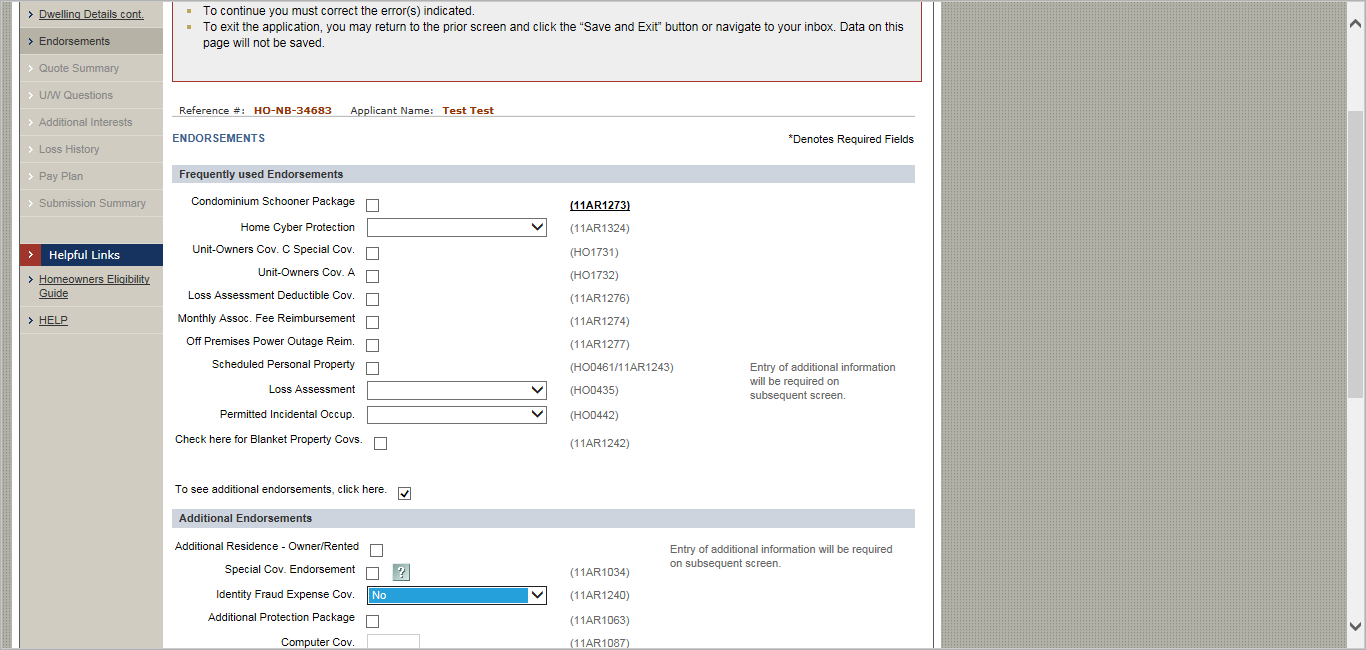 Dwelling Details cont.
Endorsements
Quote Summary
U/W Questions
Additional Interests
Loss History
Pay Plan
Submission Summary
Helpful Links
Homeowners Eligibility
Guide
HELP
To continue you must correct the error(s) indicated.
To exit the application, you may return to the prior screen and click the “Save and Exit” button or navigate to your inbox. Data on this
page will not be saved.
Reference #: HO-NB-34683 Applicant Name: Test Test
ENDORSEMENTS
*Denotes Required Fields
Frequently used Endorsements
Condominium Schooner Package (11AR1273)
Home Cyber Protection (11AR1324)
Unit-Owners Cov. C Special Cov. (HO1731)
Unit-Owners Cov. A (HO1732)
Loss Assessment Deductible Cov. (11AR1276)
Monthly Assoc. Fee Reimbursement (11AR1274)
Off Premises Power Outage Reim. (11AR1277)
Scheduled Personal Property (HO0461/11AR1243)
Entry of additional information
will be required on
subsequent screen.
Loss Assessment (HO0435)
Permitted Incidental Occup. (HO0442)
Check here for Blanket Property Covs. (11AR1242)
To see additional endorsements, click here.
Additional Endorsements
Additional Residence - Owner/Rented
Entry of additional information will be required
on subsequent screen.
Special Cov. Endorsement ? (11AR1034)
Identity Fraud Expense Cov. No (11AR1240)
Additional Protection Package (11AR1063)
Computer Cov. (11AR1087)